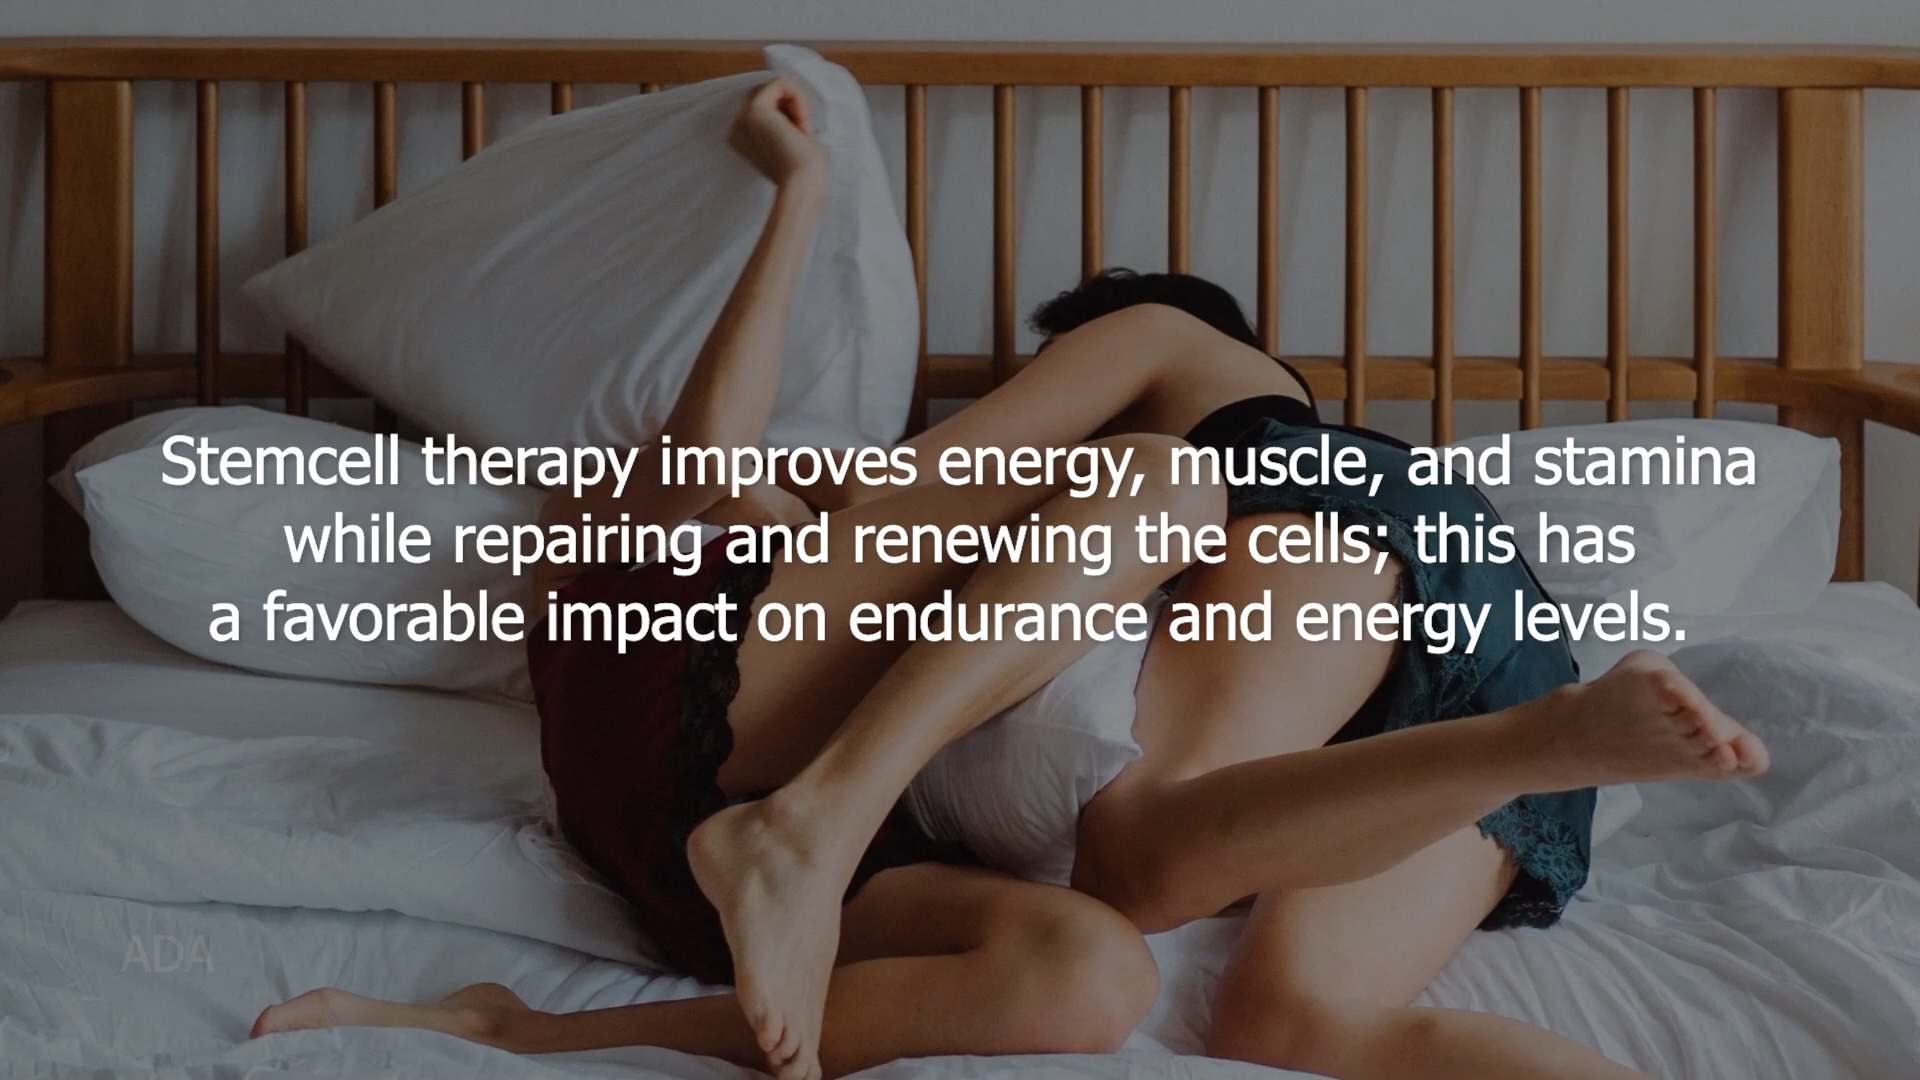 Stemcell therapy improves energy, muscle, and stamina
while repairing and renewing the cells; this has
a favorable impact on endurance and energy levels.
ADA